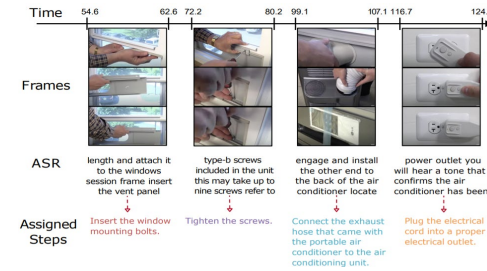 Time 54.6 62.6 72.2 80.2 99.1 107.1 116.7 124.
Frames
ASR
length and attach it
to the windows
session frame insert
the vent panel
type-b screws
included in the unit
this may take up to
nine screws refer to
engage and install
the other end to
the back of the air
conditioner locate
power outlet you
will hear a tone that
confirms the air
conditioner has been
Assigned
Steps
Insert the window
mounting bolts.
Tighten the screws.
Connect the exhaust
hose that came with
the portable air
conditioner to the air
conditioning unit.
Plug the electrical
cord into a proper
electrical outlet.